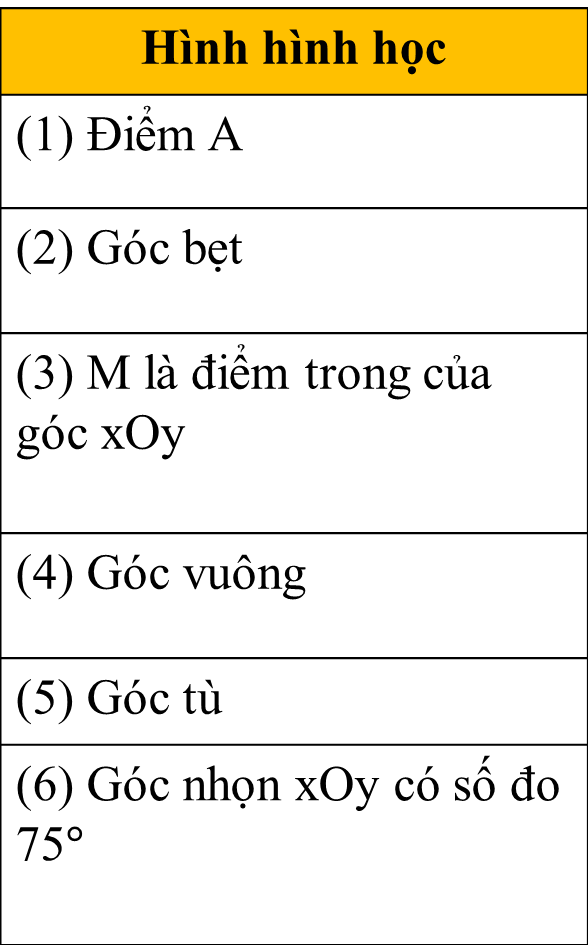 Hình hình học
(1) Điểm A
(2) Góc bẹt
(3) M là điểm trong của
góc xOy
(4) Góc vuông
(5) Góc tù
(6) Góc nhọn xOy có số đo
75°